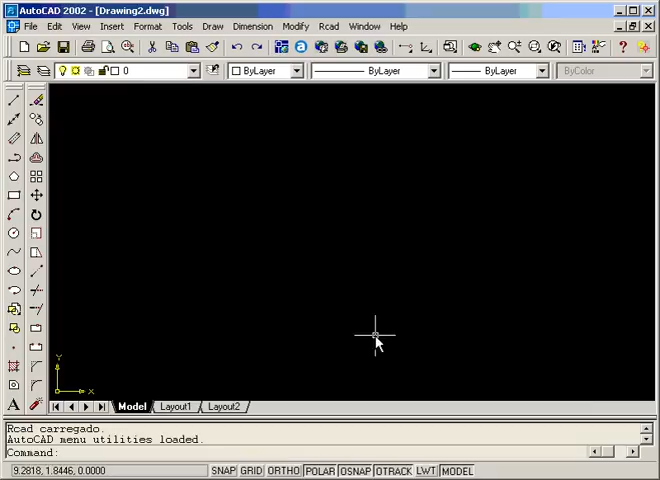 AutoCAD 2002 - [Drawing2.dwg]
File Edit View Insert Format Tools Draw Dimension Modify Rcad Window Help
0 ByLayer ByLayer ByLayer ByColor
Y
X
Model Layout1 Layout2
Rcad carregado.
AutoCAD menu utilities loaded.
Command:
9.2818, 1.8446, 0.0000 SNAP GRID ORTHO POLAR OSNAP OTRACK LWT MODEL